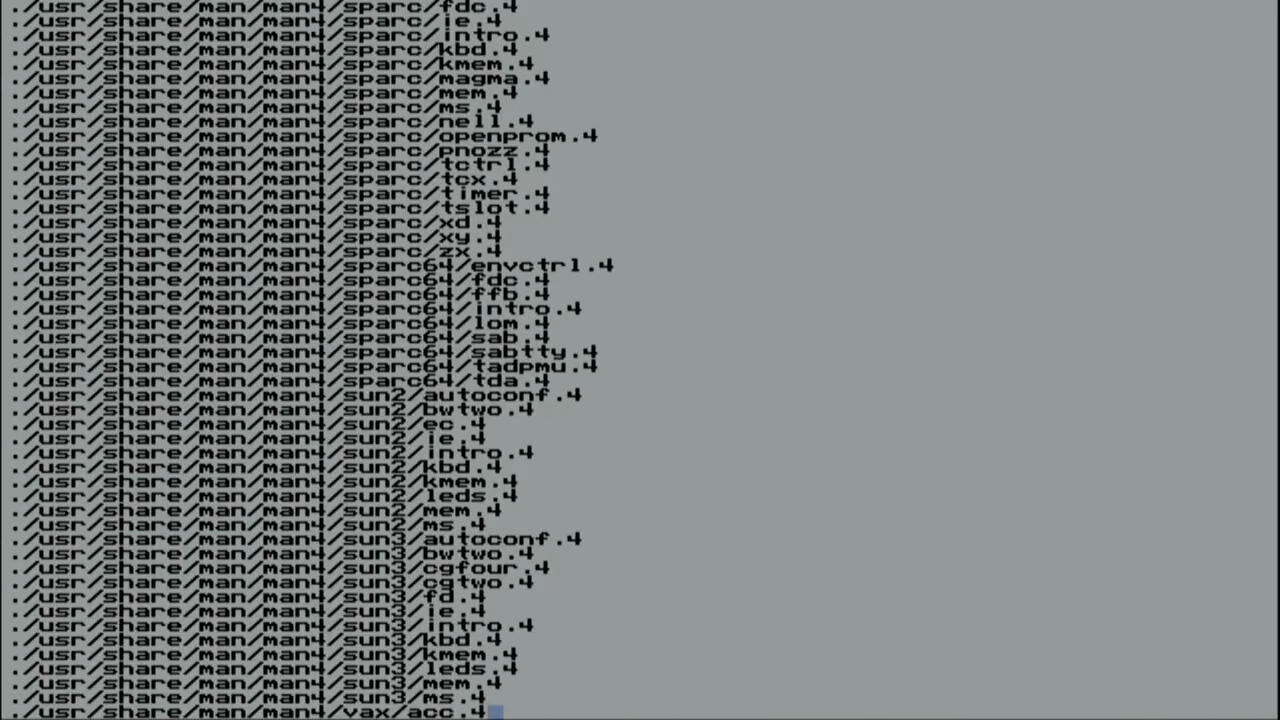 ./usr/share/man/man4/sparc/fdc.4
./usr/share/man/man4/sparc/ie.4
./usr/share/man/man4/sparc/intro.4
./usr/share/man/man4/sparc/kbd.4
./usr/share/man/man4/sparc/kmem.4
./usr/share/man/man4/sparc/magma.4
./usr/share/man/man4/sparc/mem.4
./usr/share/man/man4/sparc/ms.4
./usr/share/man/man4/sparc/nell.4
./usr/share/man/man4/sparc/openprom.4
./usr/share/man/man4/sparc/pnozz.4
./usr/share/man/man4/sparc/tctrl.4
./usr/share/man/man4/sparc/tcx.4
./usr/share/man/man4/sparc/timer.4
./usr/share/man/man4/sparc/tslot.4
./usr/share/man/man4/sparc/xd.4
./usr/share/man/man4/sparc/xy.4
./usr/share/man/man4/sparc/zx.4
./usr/share/man/man4/sparc64/envctrl.4
./usr/share/man/man4/sparc64/fdc.4
./usr/share/man/man4/sparc64/ffb.4
./usr/share/man/man4/sparc64/intro.4
./usr/share/man/man4/sparc64/lom.4
./usr/share/man/man4/sparc64/sab.4
./usr/share/man/man4/sparc64/sabtty.4
./usr/share/man/man4/sparc64/tadpmu.4
./usr/share/man/man4/sparc64/tda.4
./usr/share/man/man4/sun2/autoconf.4
./usr/share/man/man4/sun2/bwtwo.4
./usr/share/man/man4/sun2/ec.4
./usr/share/man/man4/sun2/ie.4
./usr/share/man/man4/sun2/intro.4
./usr/share/man/man4/sun2/kbd.4
./usr/share/man/man4/sun2/kmem.4
./usr/share/man/man4/sun2/leds.4
./usr/share/man/man4/sun2/mem.4
./usr/share/man/man4/sun2/ms.4
./usr/share/man/man4/sun3/autoconf.4
./usr/share/man/man4/sun3/bwtwo.4
./usr/share/man/man4/sun3/cgfour.4
./usr/share/man/man4/sun3/cgtwo.4
./usr/share/man/man4/sun3/fd.4
./usr/share/man/man4/sun3/ie.4
./usr/share/man/man4/sun3/intro.4
./usr/share/man/man4/sun3/kbd.4
./usr/share/man/man4/sun3/kmem.4
./usr/share/man/man4/sun3/leds.4
./usr/share/man/man4/sun3/mem.4
./usr/share/man/man4/sun3/ms.4
./usr/share/man/man4/vax/acc.4